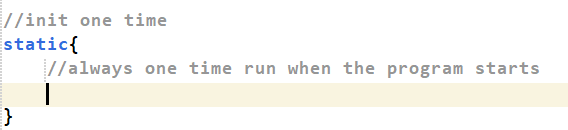 //init one time
static{
//always one time run when the program starts
}